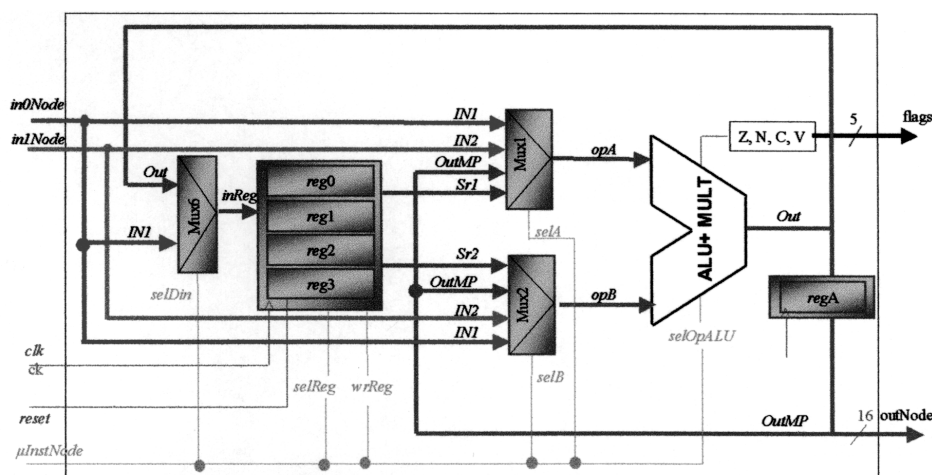 in0Node
in1Node
Out
IN1
selDin
Mux6
inReg
reg0
reg1
reg2
reg3
IN1
IN2
OutMP
Sr1
Mux1
opA
selA
Sr2
OutMP
IN2
IN1
Mux2
opB
selB
ALU+ MULT
selOpALU
Z, N, C, V
5
flags
Out
regA
clk
ck
reset
selReg
wrReg
µInstNode
OutMP
16
outNode